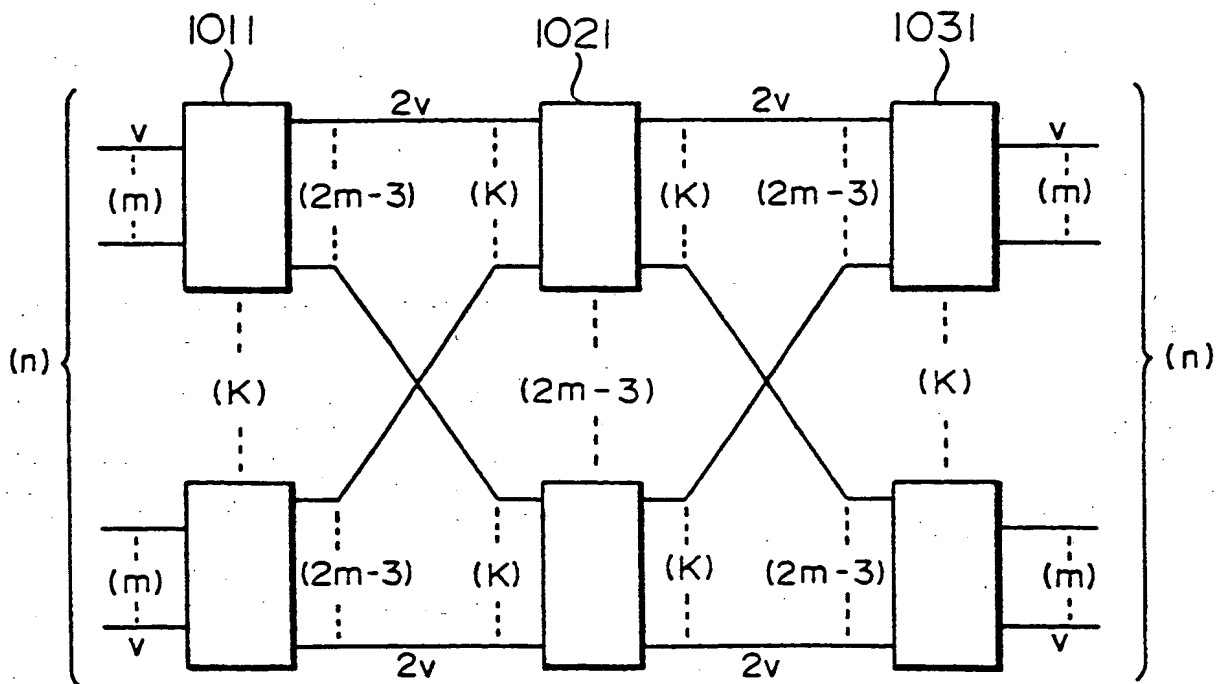 1011 1021 1031
2v 2v
v v
(m) (2m-3) (K) (K) (2m-3) (m)
(n) (n)
(K) (2m-3) (K)
(m) (2m-3) (K) (K) (2m-3) (m)
v v
2v 2v